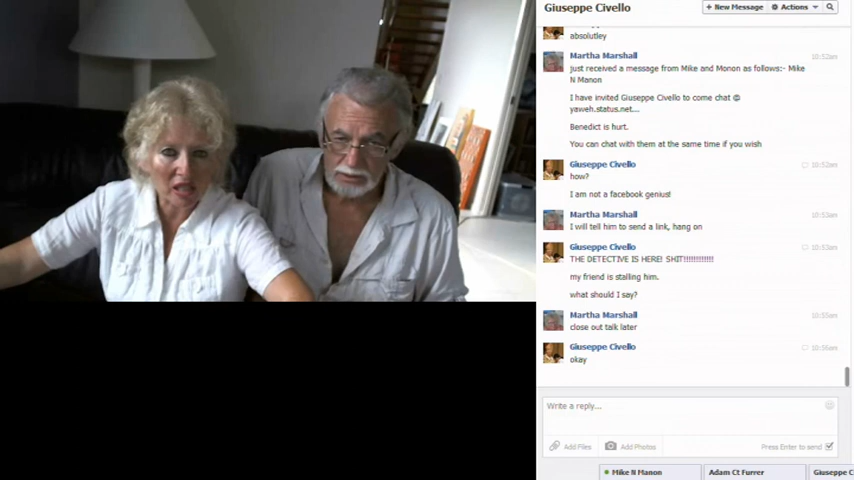 Giuseppe Civello
+ New Message
Actions
absolutley
Martha Marshall
10:52am
just received a message from Mike and Monon as follows:- Mike
N Manon
I have invited Giuseppe Civello to come chat @
yaweh.status.net...
Benedict is hurt.
You can chat with them at the same time if you wish
Giuseppe Civello
10:52am
how?
I am not a facebook genius!
Martha Marshall
10:52am
I will tell him to send a link, hang on
Giuseppe Civello
10:53am
THE DETECTIVE IS HERE! SHIT!!!!!!!!!!!!!
my friend is stalling him.
what should I say?
Martha Marshall
10:55am
close out talk later
Giuseppe Civello
okay
Write a reply...
Add Files
Add Photos
Press Enter to send
Mike N Manon
Adam Ct Furrer
Giuseppe C